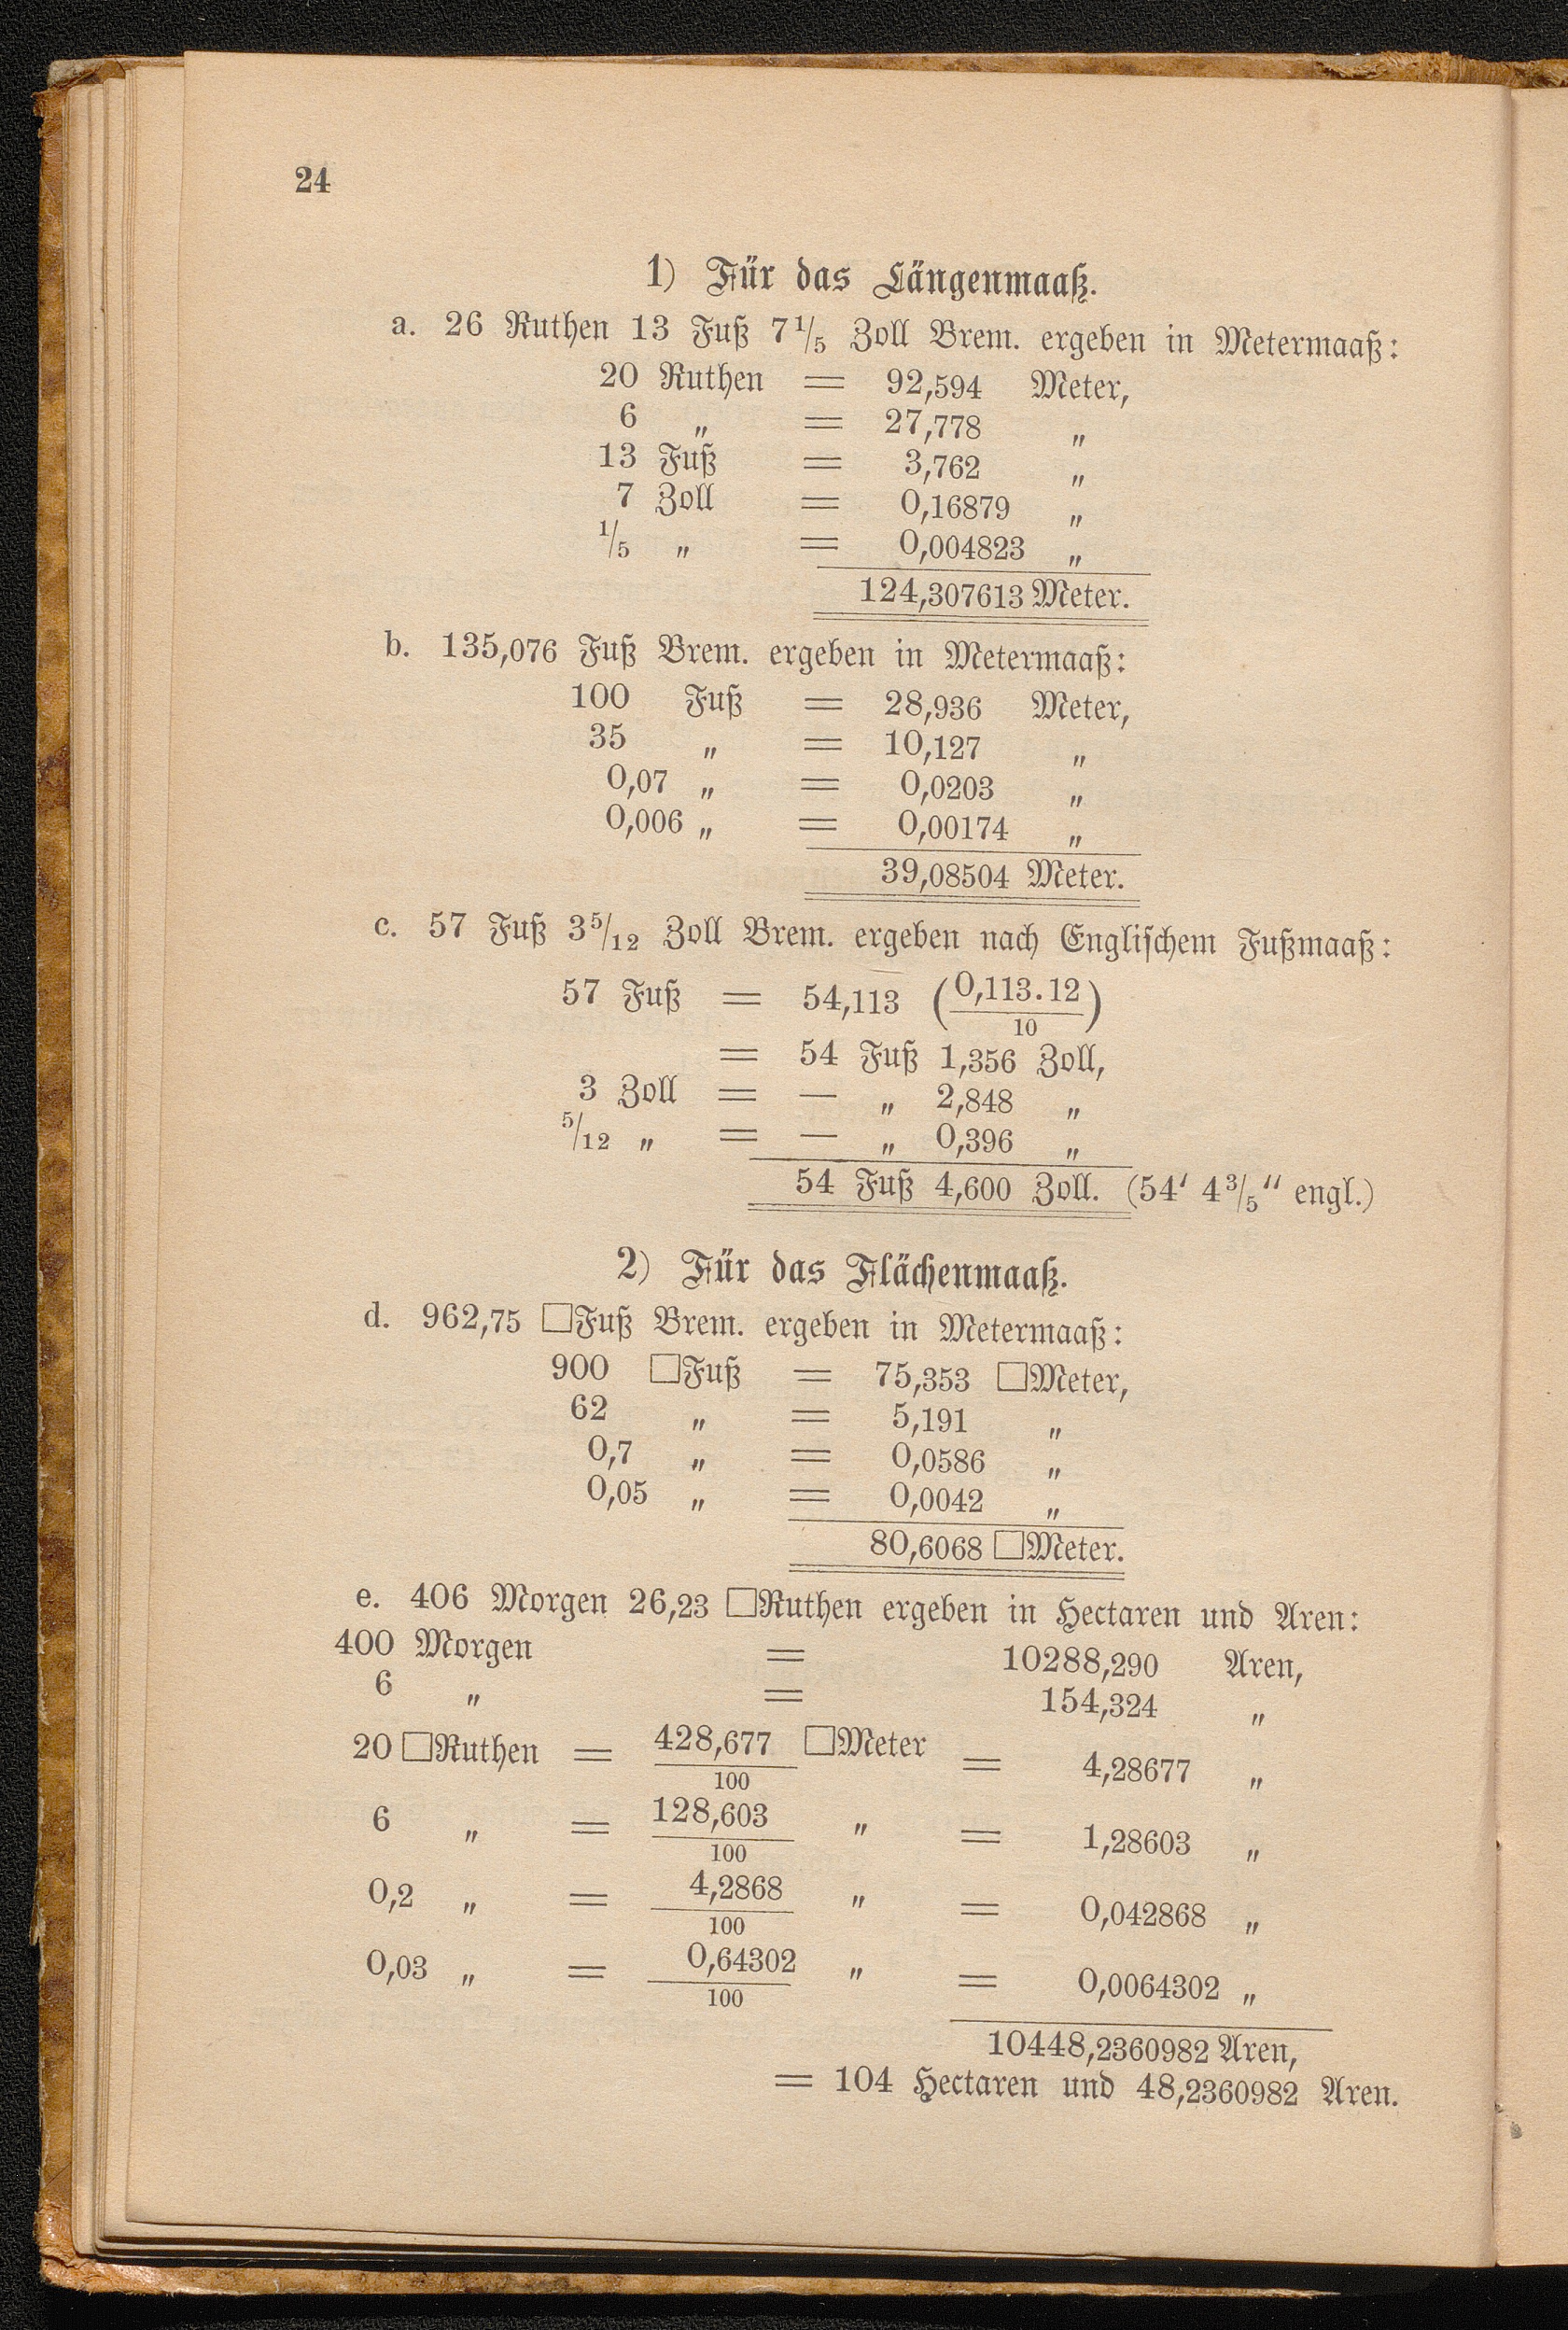 24
1) Für das Längenmaaß.
a. 26 Ruthen 13 Fuß 7 1/5 Zoll Brem. ergeben in Metermaaß:
20 Ruthen = 92,594 Meter,
6 „ = 27,778 „
13 Fuß = 3,762 „
7 Zoll = 0,16879 „
1/5 „ = 0,004823 „
124,307613 Meter.
b. 135,076 Fuß Brem. ergeben in Metermaaß:
100 Fuß = 28,936 Meter,
35 „ = 10,127 „
0,07 „ = 0,0203 „
0,006 „ = 0,00174 „
39,08504 Meter.
c. 57 Fuß 3 5/12 Zoll Brem. ergeben nach Englischem Fußmaaß:
57 Fuß = 54,113 (0,113.12/10)
= 54 Fuß 1,356 Zoll,
3 Zoll = — „ 2,848 „
5/12 „ = — „ 0,396 „
54 Fuß 4,600 Zoll. (54′ 4 3/5″ engl.)
2) Für das Flächenmaaß.
d. 962,75 □Fuß Brem. ergeben in Metermaaß:
900 □Fuß = 75,353 □Meter,
62 „ = 5,191 „
0,7 „ = 0,0586 „
0,05 „ = 0,0042 „
80,6068 □Meter.
e. 406 Morgen 26,23 □Ruthen ergeben in Hectaren und Aren:
400 Morgen = 10288,290 Aren,
6 „ = 154,324 „
20 □Ruthen = 428,677/100 □Meter = 4,28677 „
6 „ = 128,603/100 „ = 1,28603 „
0,2 „ = 4,2868/100 „ = 0,042868 „
0,03 „ = 0,64302/100 „ = 0,0064302 „
10448,2360982 Aren,
= 104 Hectaren und 48,2360982 Aren.